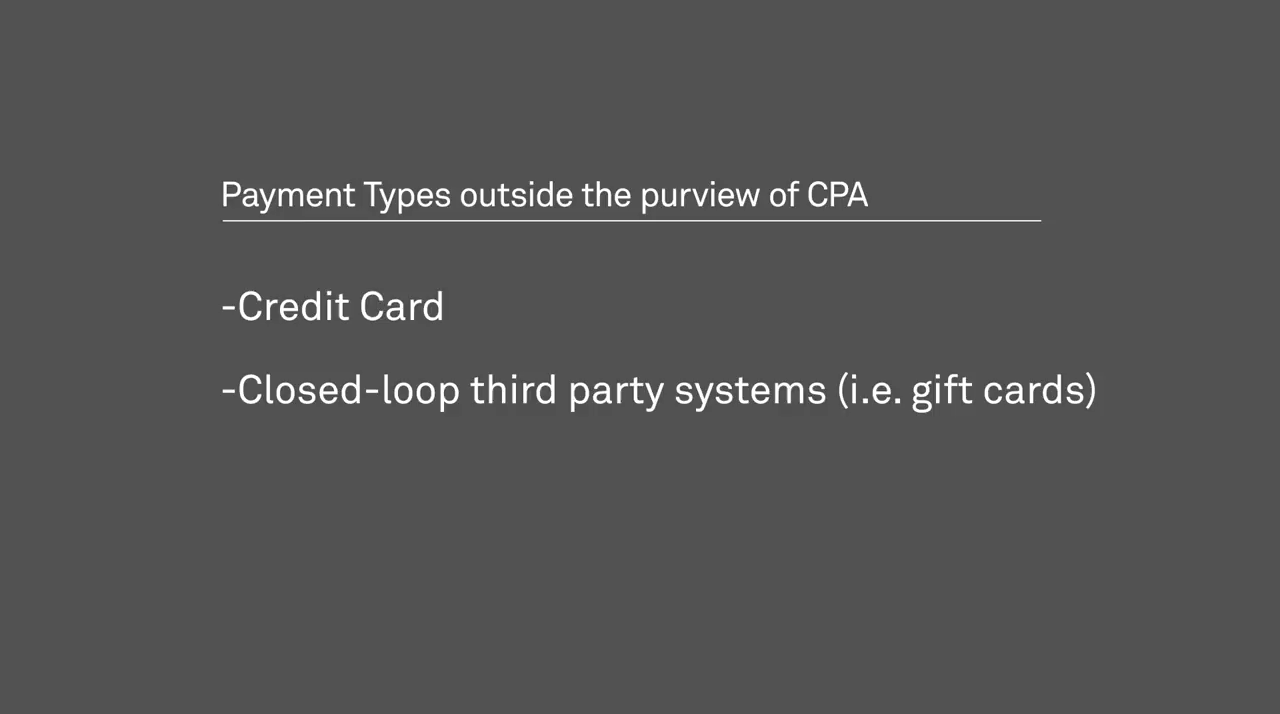 Payment Types outside the purview of CPA
-Credit Card
-Closed-loop third party systems (i.e. gift cards)